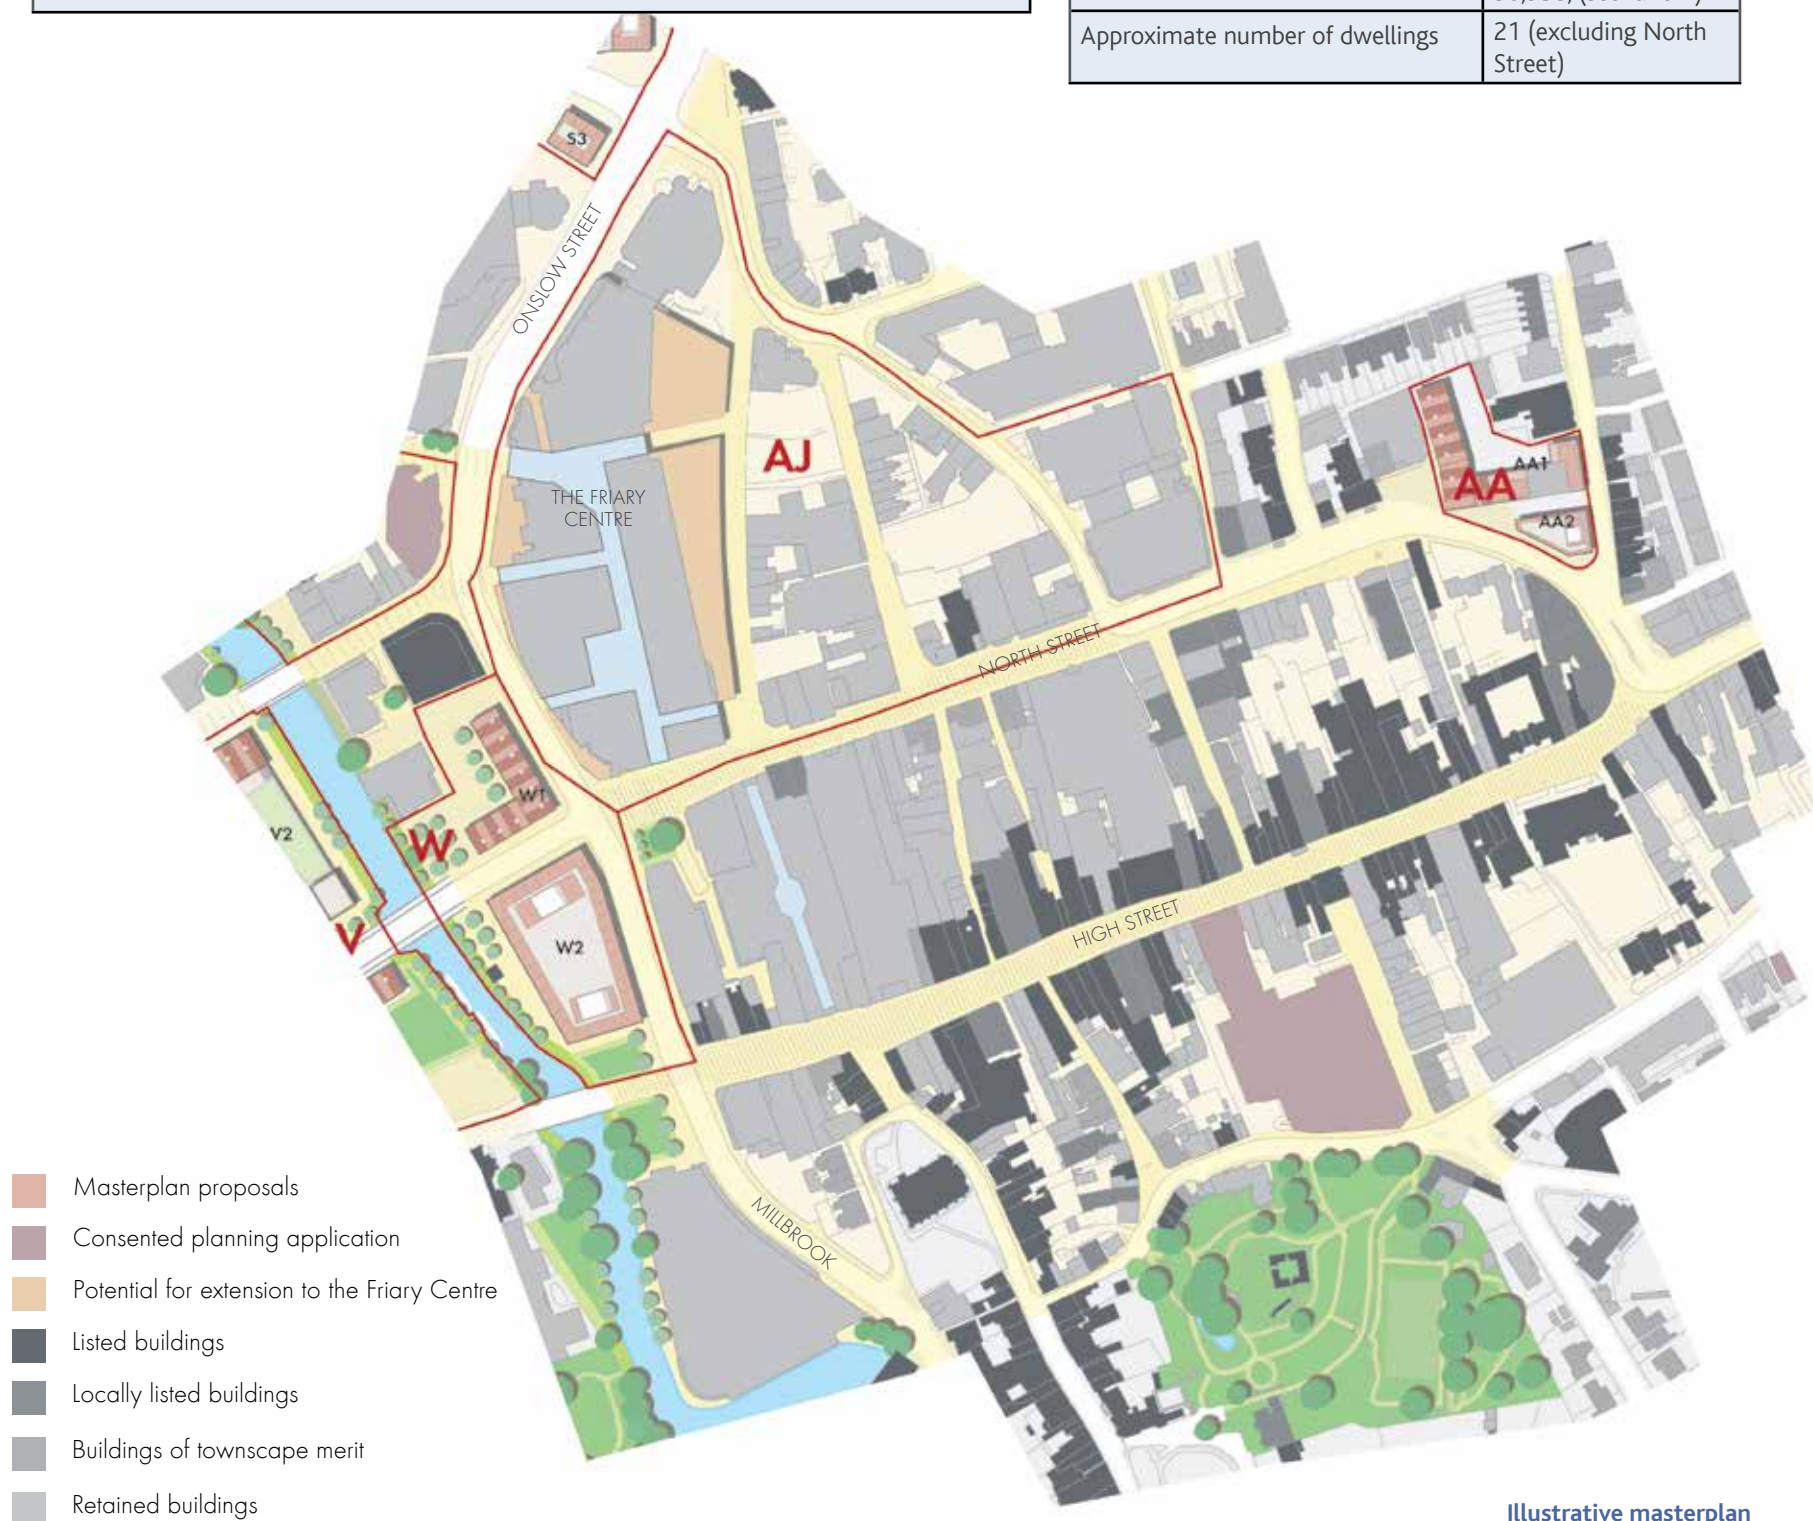 Approximate number of dwellings
21 (excluding North
Street)
S3
ONSLOW STREET
THE FRIARY
CENTRE
AJ
AA1
AA
AA2
NORTH STREET
W1
V2
W
V
W2
HIGH STREET
MILLBROOK
Masterplan proposals
Consented planning application
Potential for extension to the Friary Centre
Listed buildings
Locally listed buildings
Buildings of townscape merit
Retained buildings
Illustrative masterplan